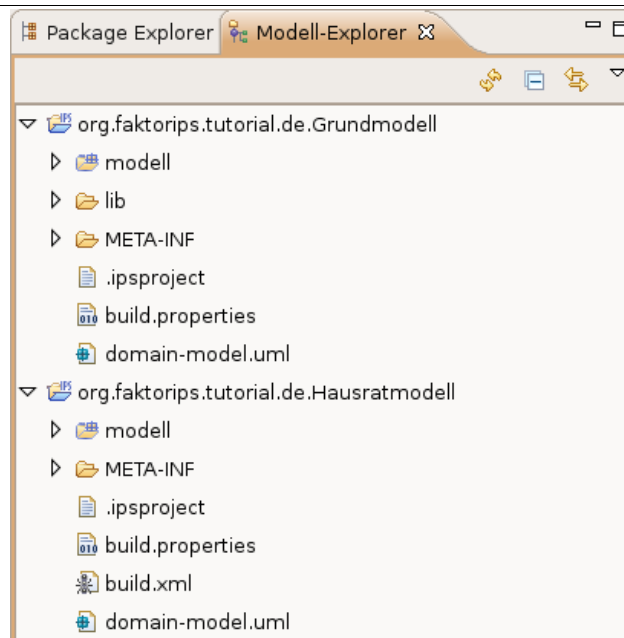 Package Explorer Modell-Explorer
org.faktorips.tutorial.de.Grundmodell
modell
lib
META-INF
.ipsproject
build.properties
domain-model.uml
org.faktorips.tutorial.de.Hausratmodell
modell
META-INF
.ipsproject
build.properties
build.xml
domain-model.uml